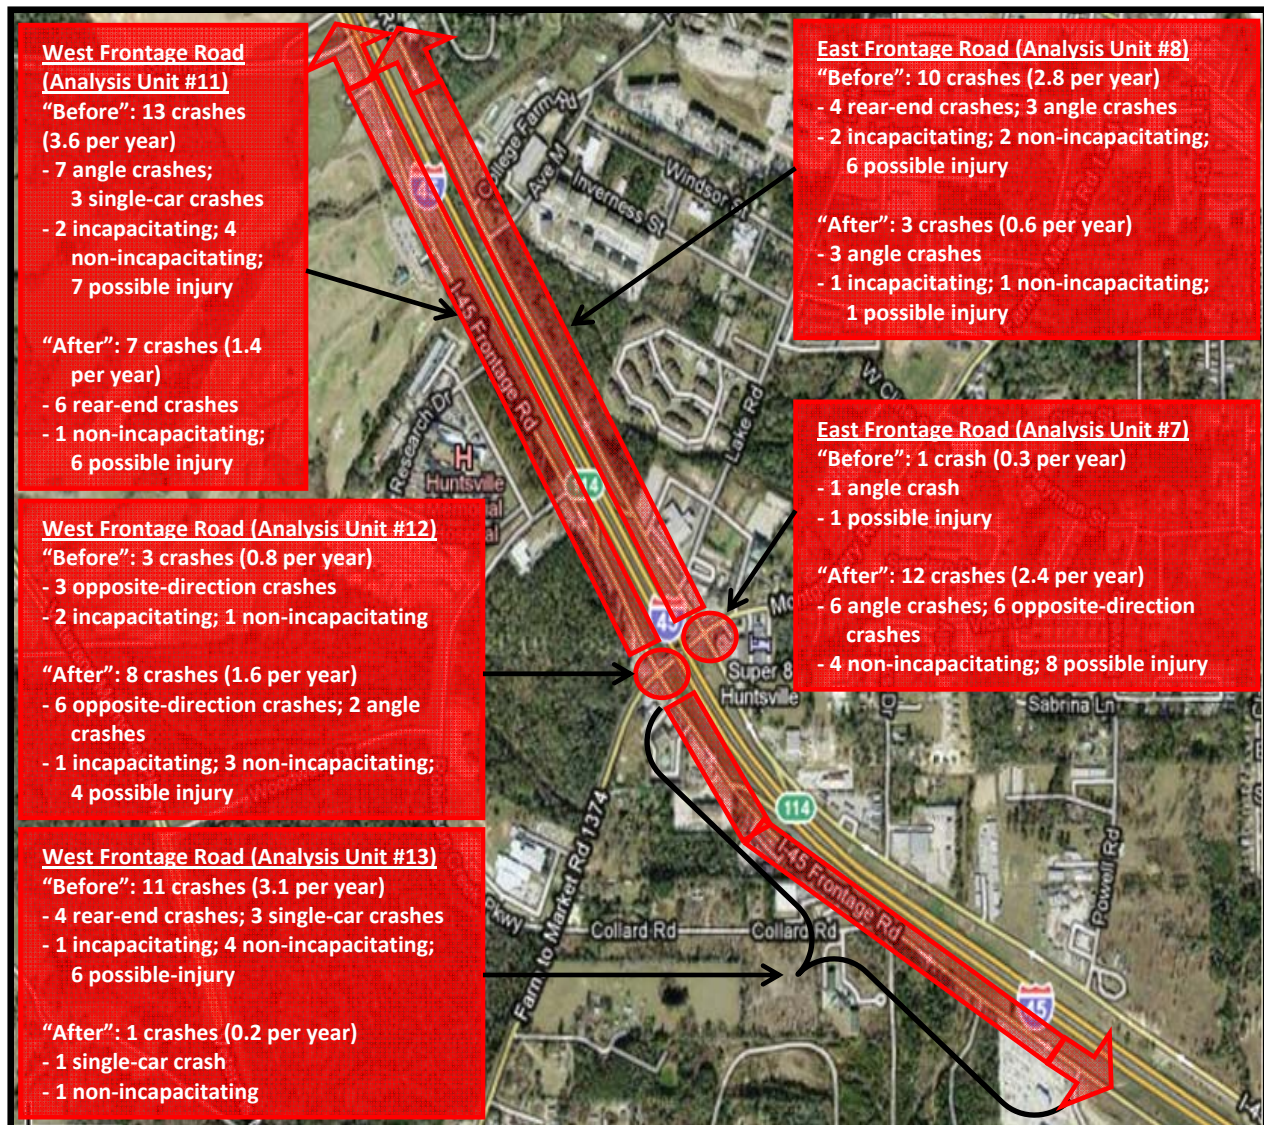 West Frontage Road
(Analysis Unit #11)
“Before”: 13 crashes
(3.6 per year)
- 7 angle crashes;
3 single-car crashes
- 2 incapacitating; 4
non-incapacitating;
7 possible injury
“After”: 7 crashes (1.4
per year)
- 6 rear-end crashes
- 1 non-incapacitating;
6 possible injury
East Frontage Road (Analysis Unit #8)
“Before”: 10 crashes (2.8 per year)
- 4 rear-end crashes; 3 angle crashes
- 2 incapacitating; 2 non-incapacitating;
6 possible injury
“After”: 3 crashes (0.6 per year)
- 3 angle crashes
- 1 incapacitating; 1 non-incapacitating;
1 possible injury
East Frontage Road (Analysis Unit #7)
“Before”: 1 crash (0.3 per year)
- 1 angle crash
- 1 possible injury
“After”: 12 crashes (2.4 per year)
- 6 angle crashes; 6 opposite-direction
crashes
- 4 non-incapacitating; 8 possible injury
West Frontage Road (Analysis Unit #12)
“Before”: 3 crashes (0.8 per year)
- 3 opposite-direction crashes
- 2 incapacitating; 1 non-incapacitating
“After”: 8 crashes (1.6 per year)
- 6 opposite-direction crashes; 2 angle
crashes
- 1 incapacitating; 3 non-incapacitating;
4 possible injury
West Frontage Road (Analysis Unit #13)
“Before”: 11 crashes (3.1 per year)
- 4 rear-end crashes; 3 single-car crashes
- 1 incapacitating; 4 non-incapacitating;
6 possible-injury
“After”: 1 crashes (0.2 per year)
- 1 single-car crash
- 1 non-incapacitating
College Farm Rd
Ave M
Inverness St
Windsor St
45
I-45 Frontage Rd
Research Dr
H
Huntsville
Memorial
Hospital
114
Lake Rd
W C
45
Mo
Super 8
Huntsville
Dr
Sabrina Ln
114
Powell Rd
I-45 Frontage Rd
Farm to Market Rd 1374
Pkwy
Collard Rd
Collard Rd
45
I-4